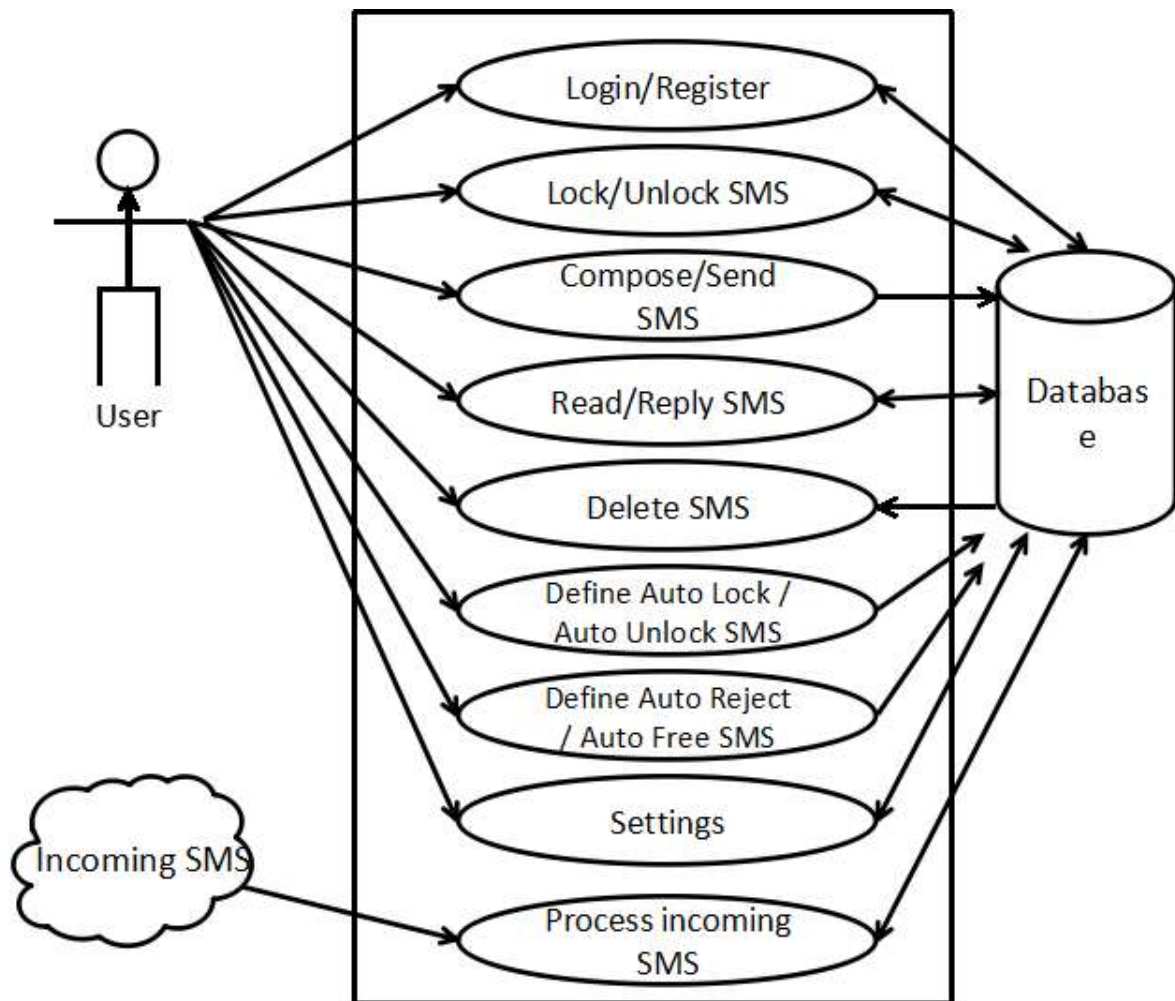 Login/Register
Lock/Unlock SMS
Compose/Send
SMS
Read/Reply SMS
Delete SMS
Define Auto Lock /
Auto Unlock SMS
Define Auto Reject
/ Auto Free SMS
Settings
Process incoming
SMS
User
Incoming SMS
Databas
e